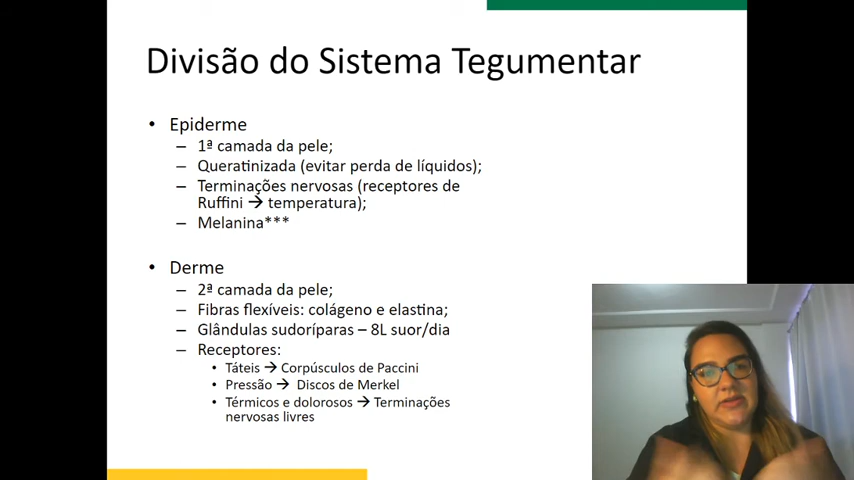 Divisão do Sistema Tegumentar
• Epiderme
– 1ª camada da pele;
– Queratinizada (evitar perda de líquidos);
– Terminações nervosas (receptores de
Ruffini → temperatura);
– Melanina***
• Derme
– 2ª camada da pele;
– Fibras flexíveis: colágeno e elastina;
– Glândulas sudoríparas – 8L suor/dia
– Receptores:
• Táteis → Corpúsculos de Paccini
• Pressão → Discos de Merkel
• Térmicos e dolorosos → Terminações
nervosas livres